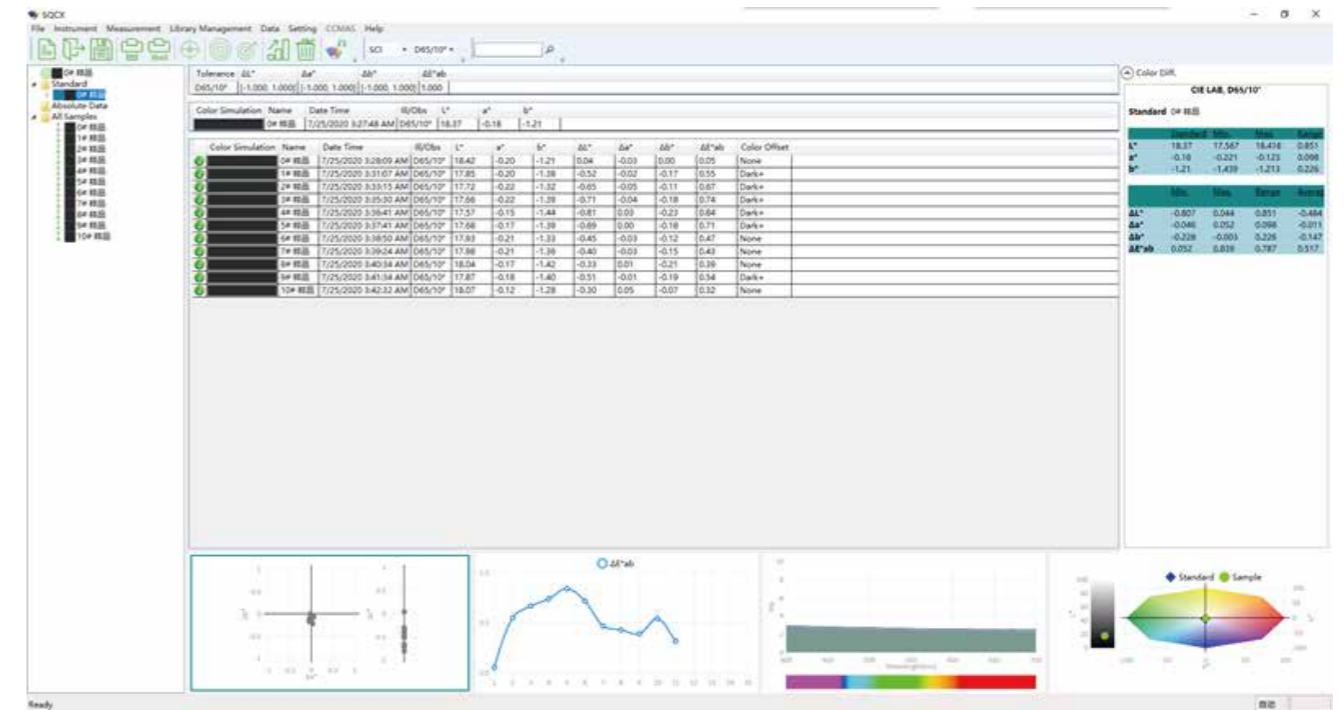 SQCX
File Instrument Measurement Library Management Data Setting CCMAS Help
SCI D65/10°
0# 样品
Standard
0# 样品
Absolute Data
All Samples
0# 样品
1# 样品
2# 样品
3# 样品
4# 样品
5# 样品
6# 样品
7# 样品
8# 样品
9# 样品
10# 样品
Tolerance ΔL* Δa* Δb* ΔE*ab
D65/10° [-1.000, 1.000] [-1.000, 1.000] [-1.000, 1.000] 1.000
Color Simulation Name Date Time Ill/Obs L* a* b*
0# 样品 7/25/2020 3:27:48 AM D65/10° 18.37 -0.18 -1.21
Color Simulation Name Date Time Ill/Obs L* a* b* ΔL* Δa* Δb* ΔE*ab Color Offset
0# 样品 7/25/2020 3:28:09 AM D65/10° 18.42 -0.20 -1.21 0.04 -0.03 0.00 0.05 None
1# 样品 7/25/2020 3:31:07 AM D65/10° 17.85 -0.20 -1.38 -0.52 -0.02 -0.17 0.55 Dark+
2# 样品 7/25/2020 3:33:15 AM D65/10° 17.72 -0.22 -1.32 -0.65 -0.05 -0.11 0.67 Dark+
3# 样品 7/25/2020 3:35:30 AM D65/10° 17.66 -0.22 -1.39 -0.71 -0.04 -0.18 0.74 Dark+
4# 样品 7/25/2020 3:36:41 AM D65/10° 17.57 -0.15 -1.44 -0.81 0.03 -0.23 0.84 Dark+
5# 样品 7/25/2020 3:37:41 AM D65/10° 17.68 -0.17 -1.39 -0.69 0.00 -0.18 0.71 Dark+
6# 样品 7/25/2020 3:38:50 AM D65/10° 17.93 -0.21 -1.33 -0.45 -0.03 -0.12 0.47 None
7# 样品 7/25/2020 3:39:24 AM D65/10° 17.98 -0.21 -1.36 -0.40 -0.03 -0.15 0.43 None
8# 样品 7/25/2020 3:40:34 AM D65/10° 18.04 -0.17 -1.42 -0.33 0.01 -0.21 0.39 None
9# 样品 7/25/2020 3:41:34 AM D65/10° 17.87 -0.18 -1.40 -0.51 -0.01 -0.19 0.54 Dark+
10# 样品 7/25/2020 3:42:32 AM D65/10° 18.07 -0.12 -1.28 -0.30 0.05 -0.07 0.32 None
Color Diff.
CIE LAB, D65/10°
Standard 0# 样品
Standard Min. Max. Range
L* 18.37 17.567 18.418 0.851
a* -0.18 -0.221 -0.123 0.098
b* -1.21 -1.439 -1.213 0.226
Min. Max. Range
ΔL* -0.807 0.044 0.851 -0.484
Δa* -0.046 0.052 0.098 -0.011
Δb* -0.228 -0.003 0.226 -0.147
ΔE*ab 0.052 0.839 0.787 0.517
ΔE*ab
Standard Sample
Ready